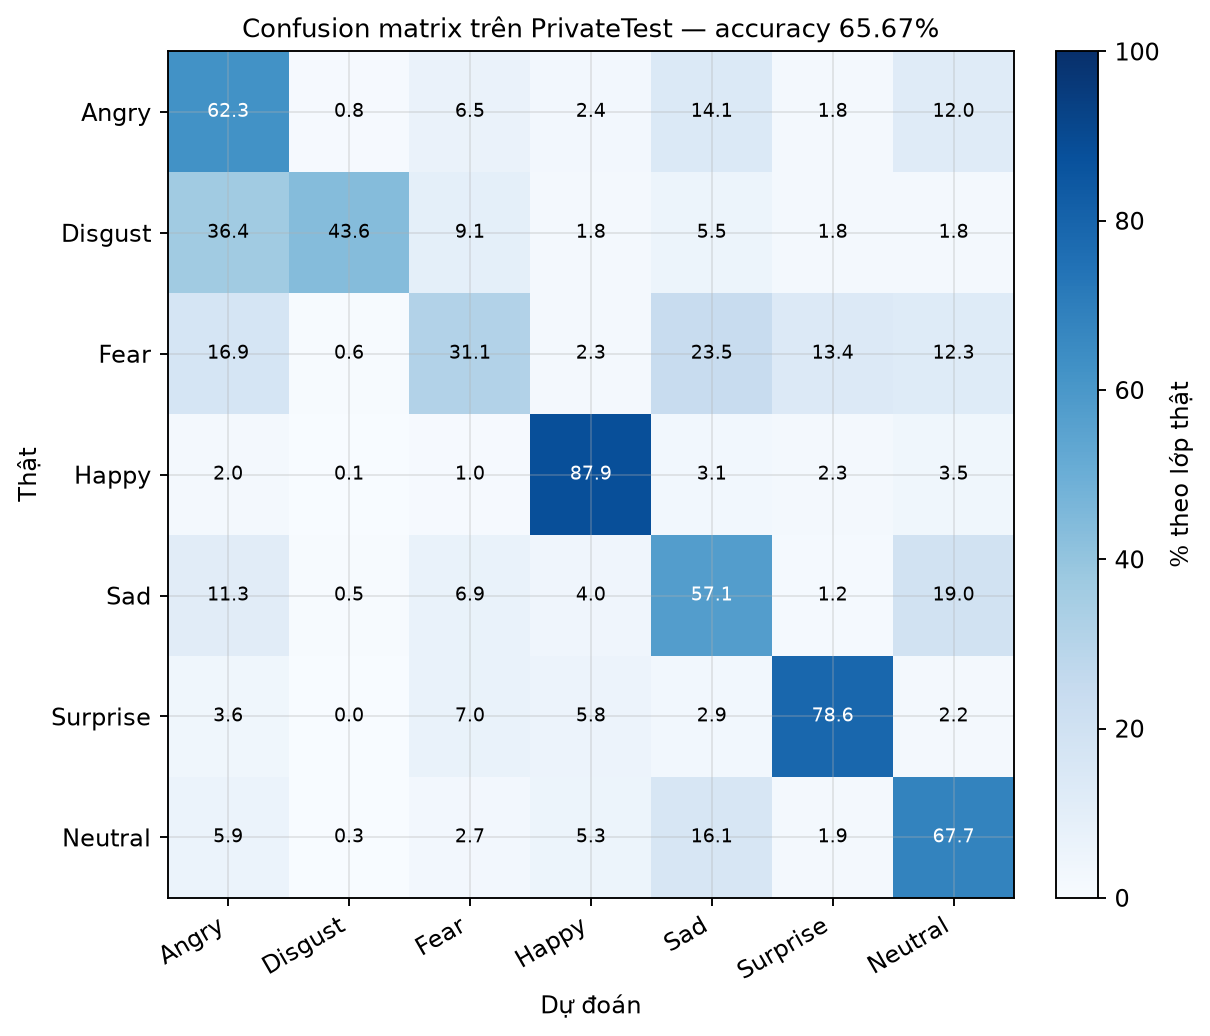 Confusion matrix trên PrivateTest — accuracy 65.67%
Thật
Angry 62.3 0.8 6.5 2.4 14.1 1.8 12.0
Disgust 36.4 43.6 9.1 1.8 5.5 1.8 1.8
Fear 16.9 0.6 31.1 2.3 23.5 13.4 12.3
Happy 2.0 0.1 1.0 87.9 3.1 2.3 3.5
Sad 11.3 0.5 6.9 4.0 57.1 1.2 19.0
Surprise 3.6 0.0 7.0 5.8 2.9 78.6 2.2
Neutral 5.9 0.3 2.7 5.3 16.1 1.9 67.7
Angry Disgust Fear Happy Sad Surprise Neutral
Dự đoán
100
80
60
40
20
0
% theo lớp thật